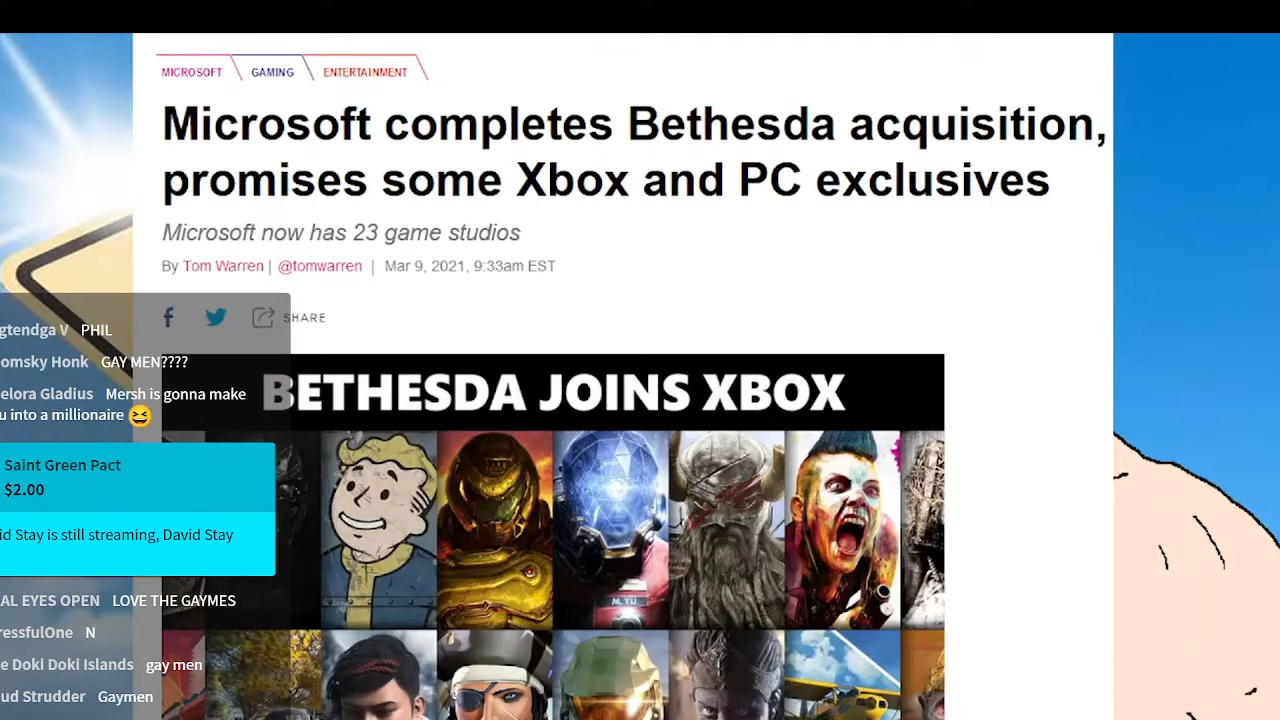 MICROSOFT GAMING ENTERTAINMENT
Microsoft completes Bethesda acquisition,
promises some Xbox and PC exclusives
Microsoft now has 23 game studios
By Tom Warren | @tomwarren | Mar 9, 2021, 9:33am EST
SHARE
BETHESDA JOINS XBOX
M. YU
gtendga V PHIL
omsky Honk GAY MEN????
elora Gladius Mersh is gonna make
u into a millionaire 😆
Saint Green Pact
$2.00
id Stay is still streaming, David Stay
AL EYES OPEN LOVE THE GAYMES
ressfulOne N
e Doki Doki Islands gay men
ud Strudder Gaymen